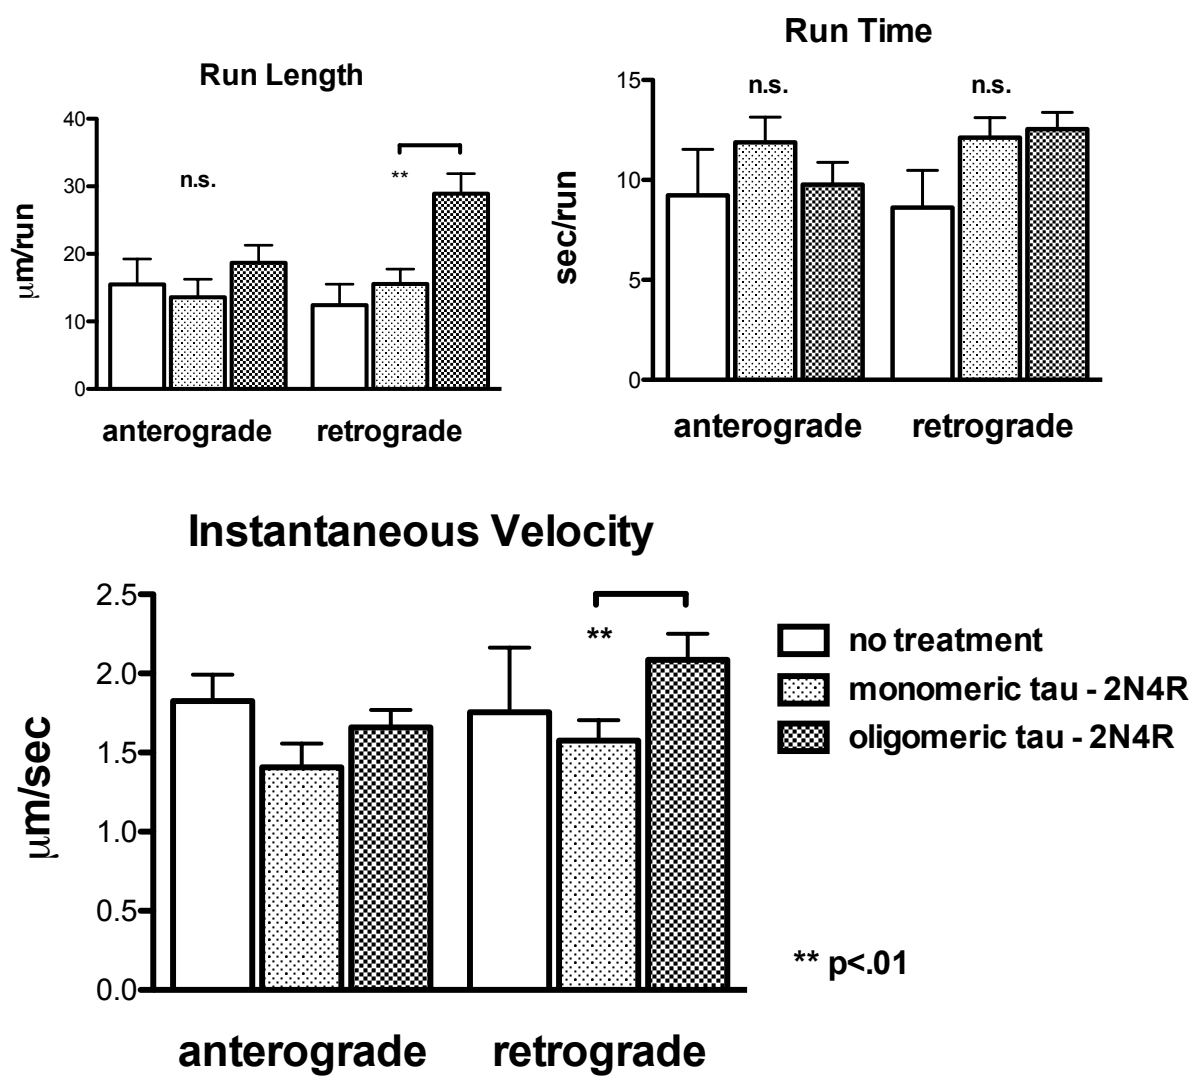 Run Length
μm/run
40
30
20
10
0
n.s.
**
anterograde retrograde
Run Time
sec/run
15
10
5
0
n.s. n.s.
anterograde retrograde
Instantaneous Velocity
μm/sec
2.5
2.0
1.5
1.0
0.5
0.0
**
anterograde retrograde
no treatment
monomeric tau - 2N4R
oligomeric tau - 2N4R
** p<.01